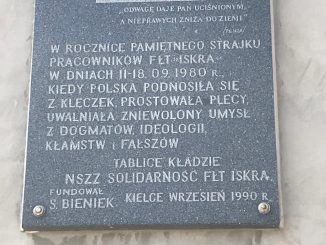 „ODWAGĘ DAJE PAN UCIŚNIONYM,
A NIEPRAWYCH ZNIŻA DO ZIEMI”
W ROCZNICĘ PAMIĘTNEGO STRAJKU
PRACOWNIKÓW FŁT „ISKRA”
W DNIACH 11-18.09.1980 R.,
KIEDY POLSKA PODNOSIŁA SIĘ
Z KLĘCZEK, PROSTOWAŁA PLECY,
UWALNIAŁA ZNIEWOLONY UMYSŁ
Z DOGMATÓW, IDEOLOGII,
KŁAMSTW I FAŁSZÓW
TABLICĘ KŁADZIE
NSZZ SOLIDARNOŚĆ FŁT ISKRA.
FUNDOWAŁ
S. BIENIEK KIELCE WRZESIEŃ 1990 R.